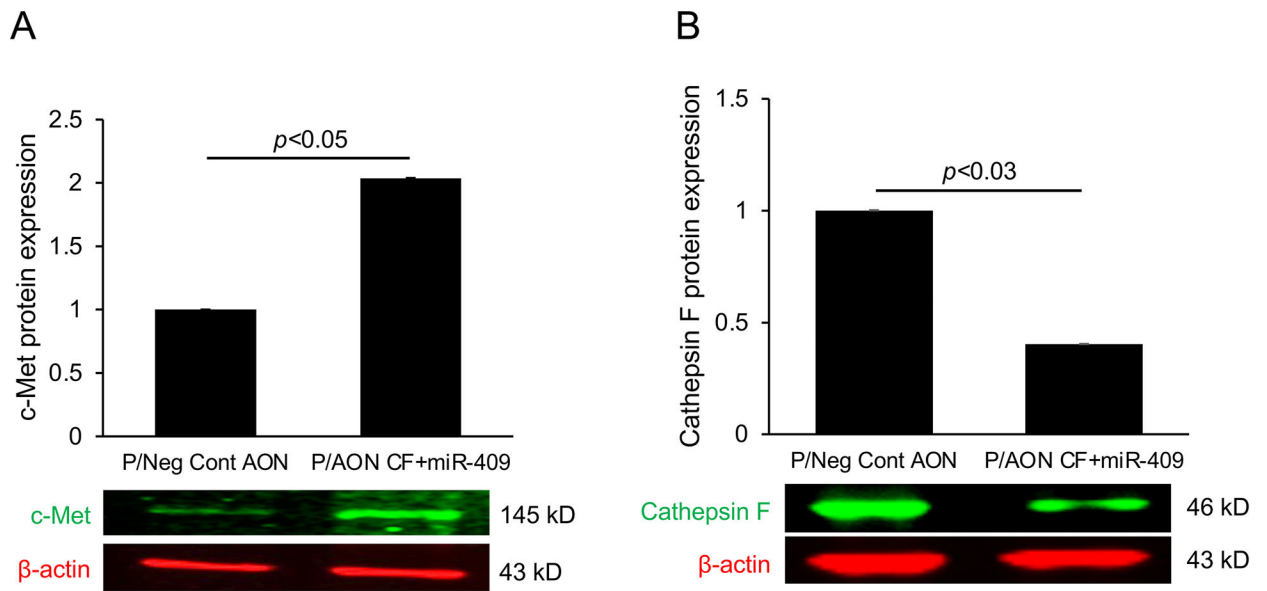 A
c-Met protein expression
2.5
2
1.5
1
0.5
0
p<0.05
P/Neg Cont AON
P/AON CF+miR-409
c-Met
145 kD
β-actin
43 kD
B
Cathepsin F protein expression
1.5
1
0.5
0
p<0.03
P/Neg Cont AON
P/AON CF+miR-409
Cathepsin F
46 kD
β-actin
43 kD